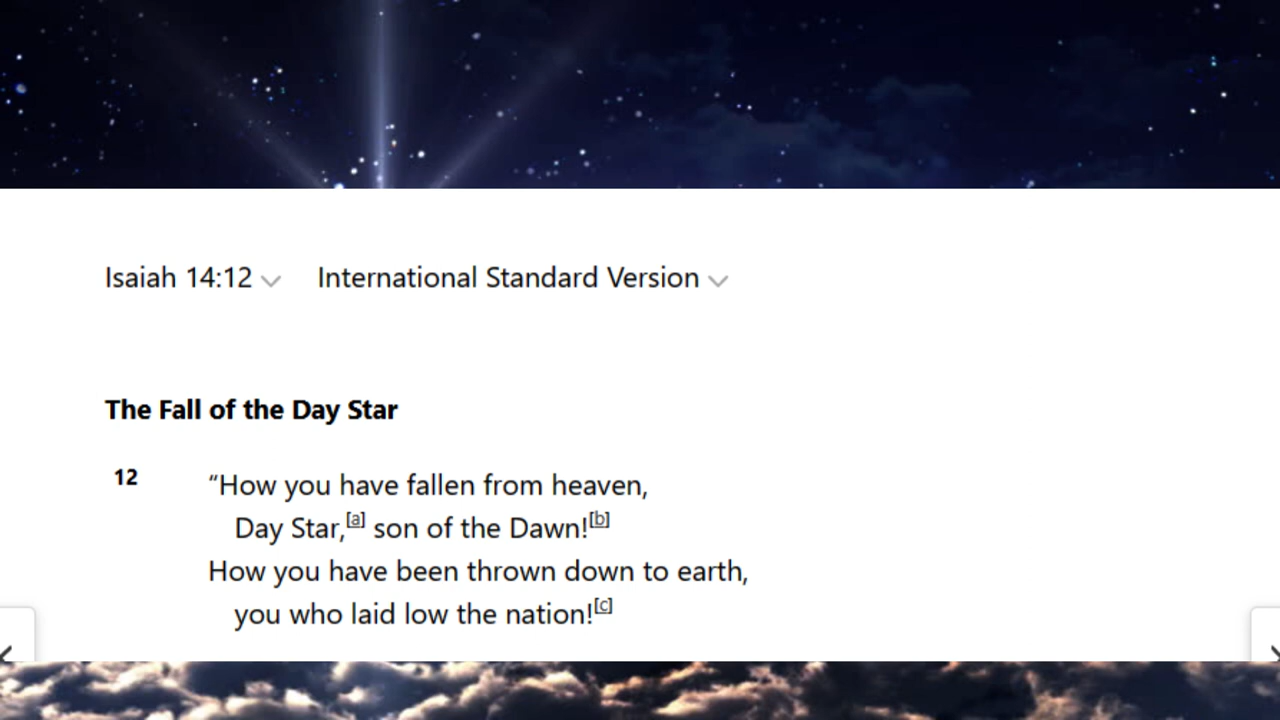 Isaiah 14:12 International Standard Version
The Fall of the Day Star
12 “How you have fallen from heaven,
Day Star,[a] son of the Dawn![b]
How you have been thrown down to earth,
you who laid low the nation![c]